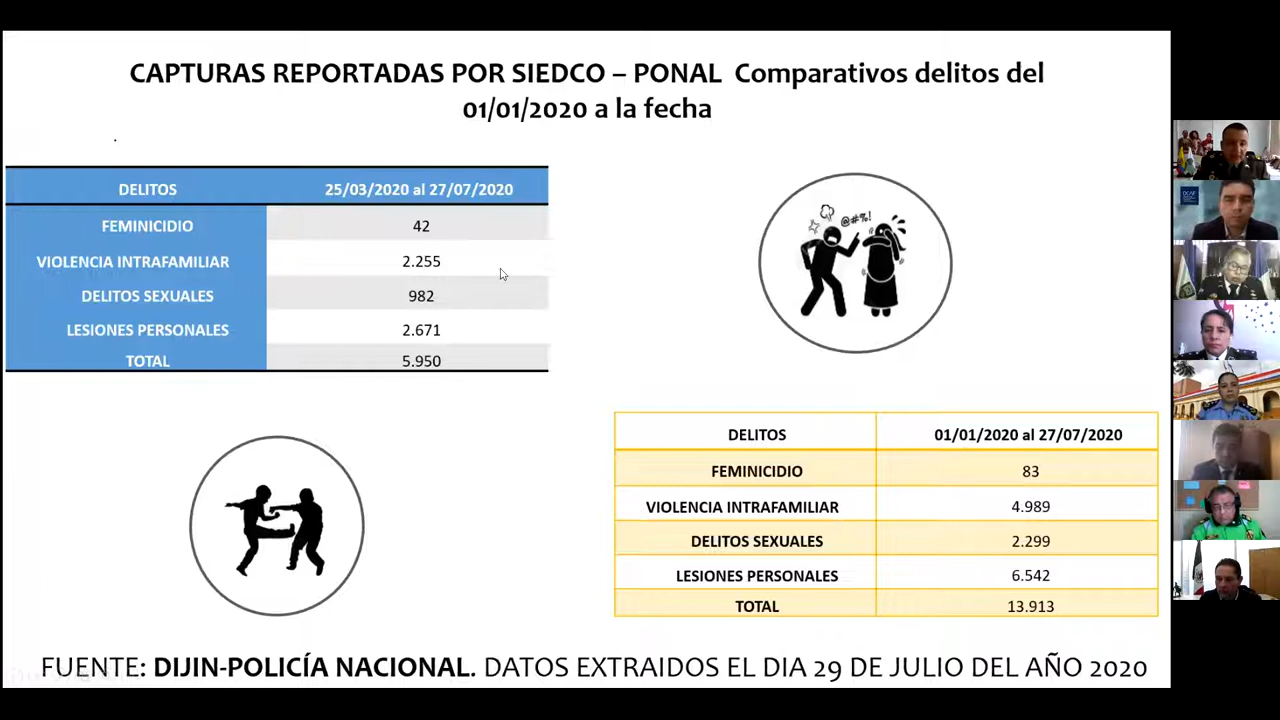 CAPTURAS REPORTADAS POR SIEDCO – PONAL Comparativos delitos del
01/01/2020 a la fecha
DELITOS 25/03/2020 al 27/07/2020
FEMINICIDIO 42
VIOLENCIA INTRAFAMILIAR 2.255
DELITOS SEXUALES 982
LESIONES PERSONALES 2.671
TOTAL 5.950
@#%!
DELITOS 01/01/2020 al 27/07/2020
FEMINICIDIO 83
VIOLENCIA INTRAFAMILIAR 4.989
DELITOS SEXUALES 2.299
LESIONES PERSONALES 6.542
TOTAL 13.913
FUENTE: DIJIN-POLICÍA NACIONAL. DATOS EXTRAIDOS EL DIA 29 DE JULIO DEL AÑO 2020
DCAF